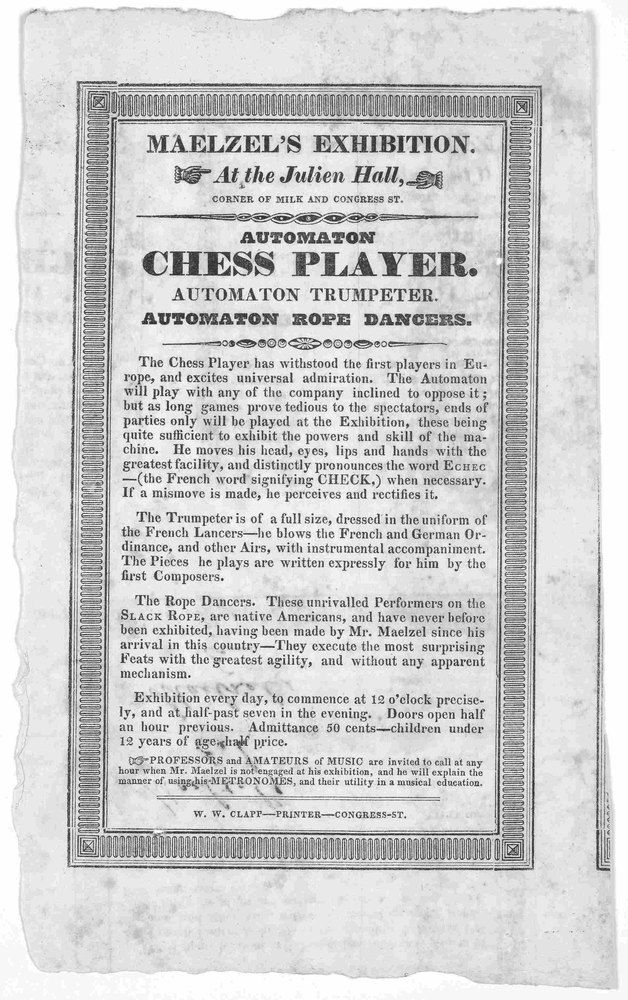 MAELZEL'S EXHIBITION.
At the Julien Hall,
CORNER OF MILK AND CONGRESS ST.
AUTOMATON
CHESS PLAYER.
AUTOMATON TRUMPETER.
AUTOMATON ROPE DANCERS.
The Chess Player has withstood the first players in Eu-
rope, and excites universal admiration. The Automaton
will play with any of the company inclined to oppose it;
but as long games prove tedious to the spectators, ends of
parties only will be played at the Exhibition, these being
quite sufficient to exhibit the powers and skill of the ma-
chine. He moves his head, eyes, lips and hands with the
greatest facility, and distinctly pronounces the word ECHEC
—(the French word signifying CHECK,) when necessary.
If a mismove is made, he perceives and rectifies it.
The Trumpeter is of a full size, dressed in the uniform of
the French Lancers—he blows the French and German Or-
dinance, and other Airs, with instrumental accompaniment.
The Pieces he plays are written expressly for him by the
first Composers.
The Rope Dancers. These unrivalled Performers on the
SLACK ROPE, are native Americans, and have never before
been exhibited, having been made by Mr. Maelzel since his
arrival in this country—They execute the most surprising
Feats with the greatest agility, and without any apparent
mechanism.
Exhibition every day, to commence at 12 o'clock precise-
ly, and at half-past seven in the evening. Doors open half
an hour previous. Admittance 50 cents—children under
12 years of age, half price.
PROFESSORS and AMATEURS of MUSIC are invited to call at any
hour when Mr. Maelzel is not engaged at his exhibition, and he will explain the
manner of using his METRONOMES, and their utility in a musical education.
W. W. CLAPP—PRINTER—CONGRESS-ST.